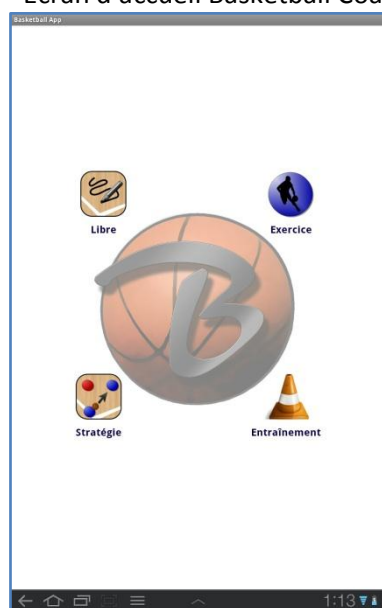 Ecran d'accueil Basketball Coa
Basketball App
Libre
Exercice
B
Stratégie
Entraînement
1:13